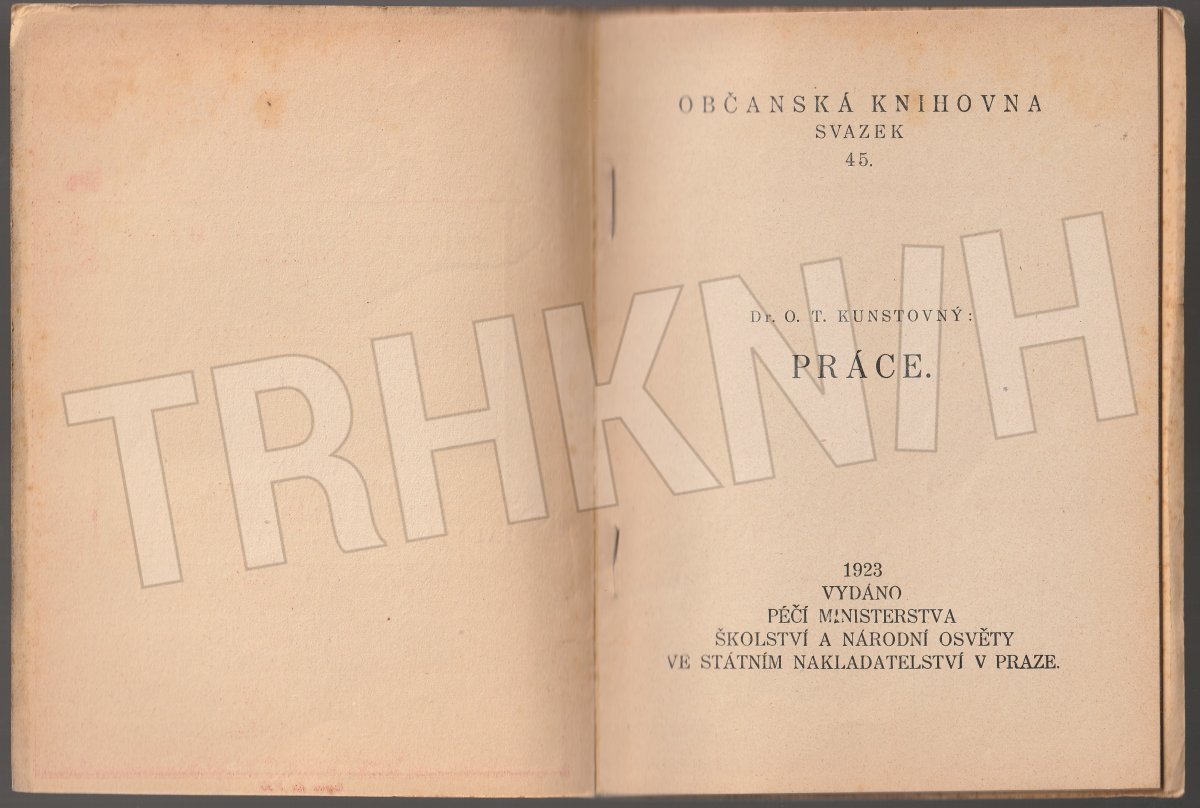 OBČANSKÁ KNIHOVNA
SVAZEK
45.
Dr. O. T. KUNSTOVNÝ:
PRÁCE.
TRHKNIH
1923
VYDÁNO
PÉČÍ MINISTERSTVA
ŠKOLSTVÍ A NÁRODNÍ OSVĚTY
VE STÁTNÍM NAKLADATELSTVÍ V PRAZE.